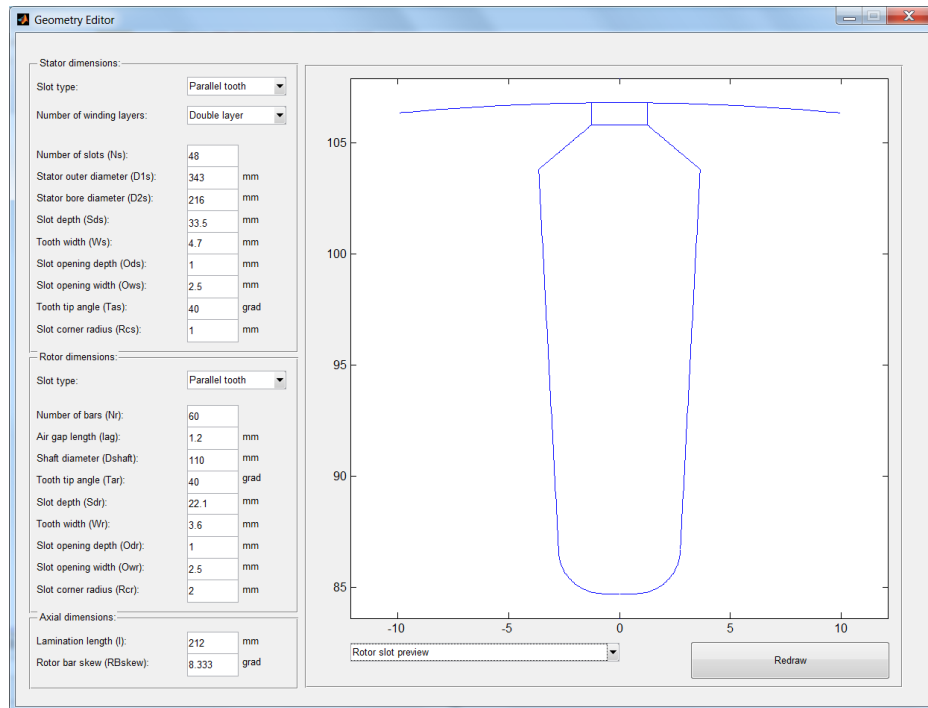 Geometry Editor
Stator dimensions:
Slot type: Parallel tooth
Number of winding layers: Double layer
Number of slots (Ns): 48
Stator outer diameter (D1s): 343 mm
Stator bore diameter (D2s): 216 mm
Slot depth (Sds): 33.5 mm
Tooth width (Ws): 4.7 mm
Slot opening depth (Ods): 1 mm
Slot opening width (Ows): 2.5 mm
Tooth tip angle (Tas): 40 grad
Slot corner radius (Rcs): 1 mm
Rotor dimensions:
Slot type: Parallel tooth
Number of bars (Nr): 60
Air gap length (lag): 1.2 mm
Shaft diameter (Dshaft): 110 mm
Tooth tip angle (Tar): 40 grad
Slot depth (Sdr): 22.1 mm
Tooth width (Wr): 3.6 mm
Slot opening depth (Odr): 1 mm
Slot opening width (Owr): 2.5 mm
Slot corner radius (Rcr): 2 mm
Axial dimensions:
Lamination length (l): 212 mm
Rotor bar skew (RBskew): 8.333 grad
105
100
95
90
85
-10 -5 0 5 10
Rotor slot preview
Redraw